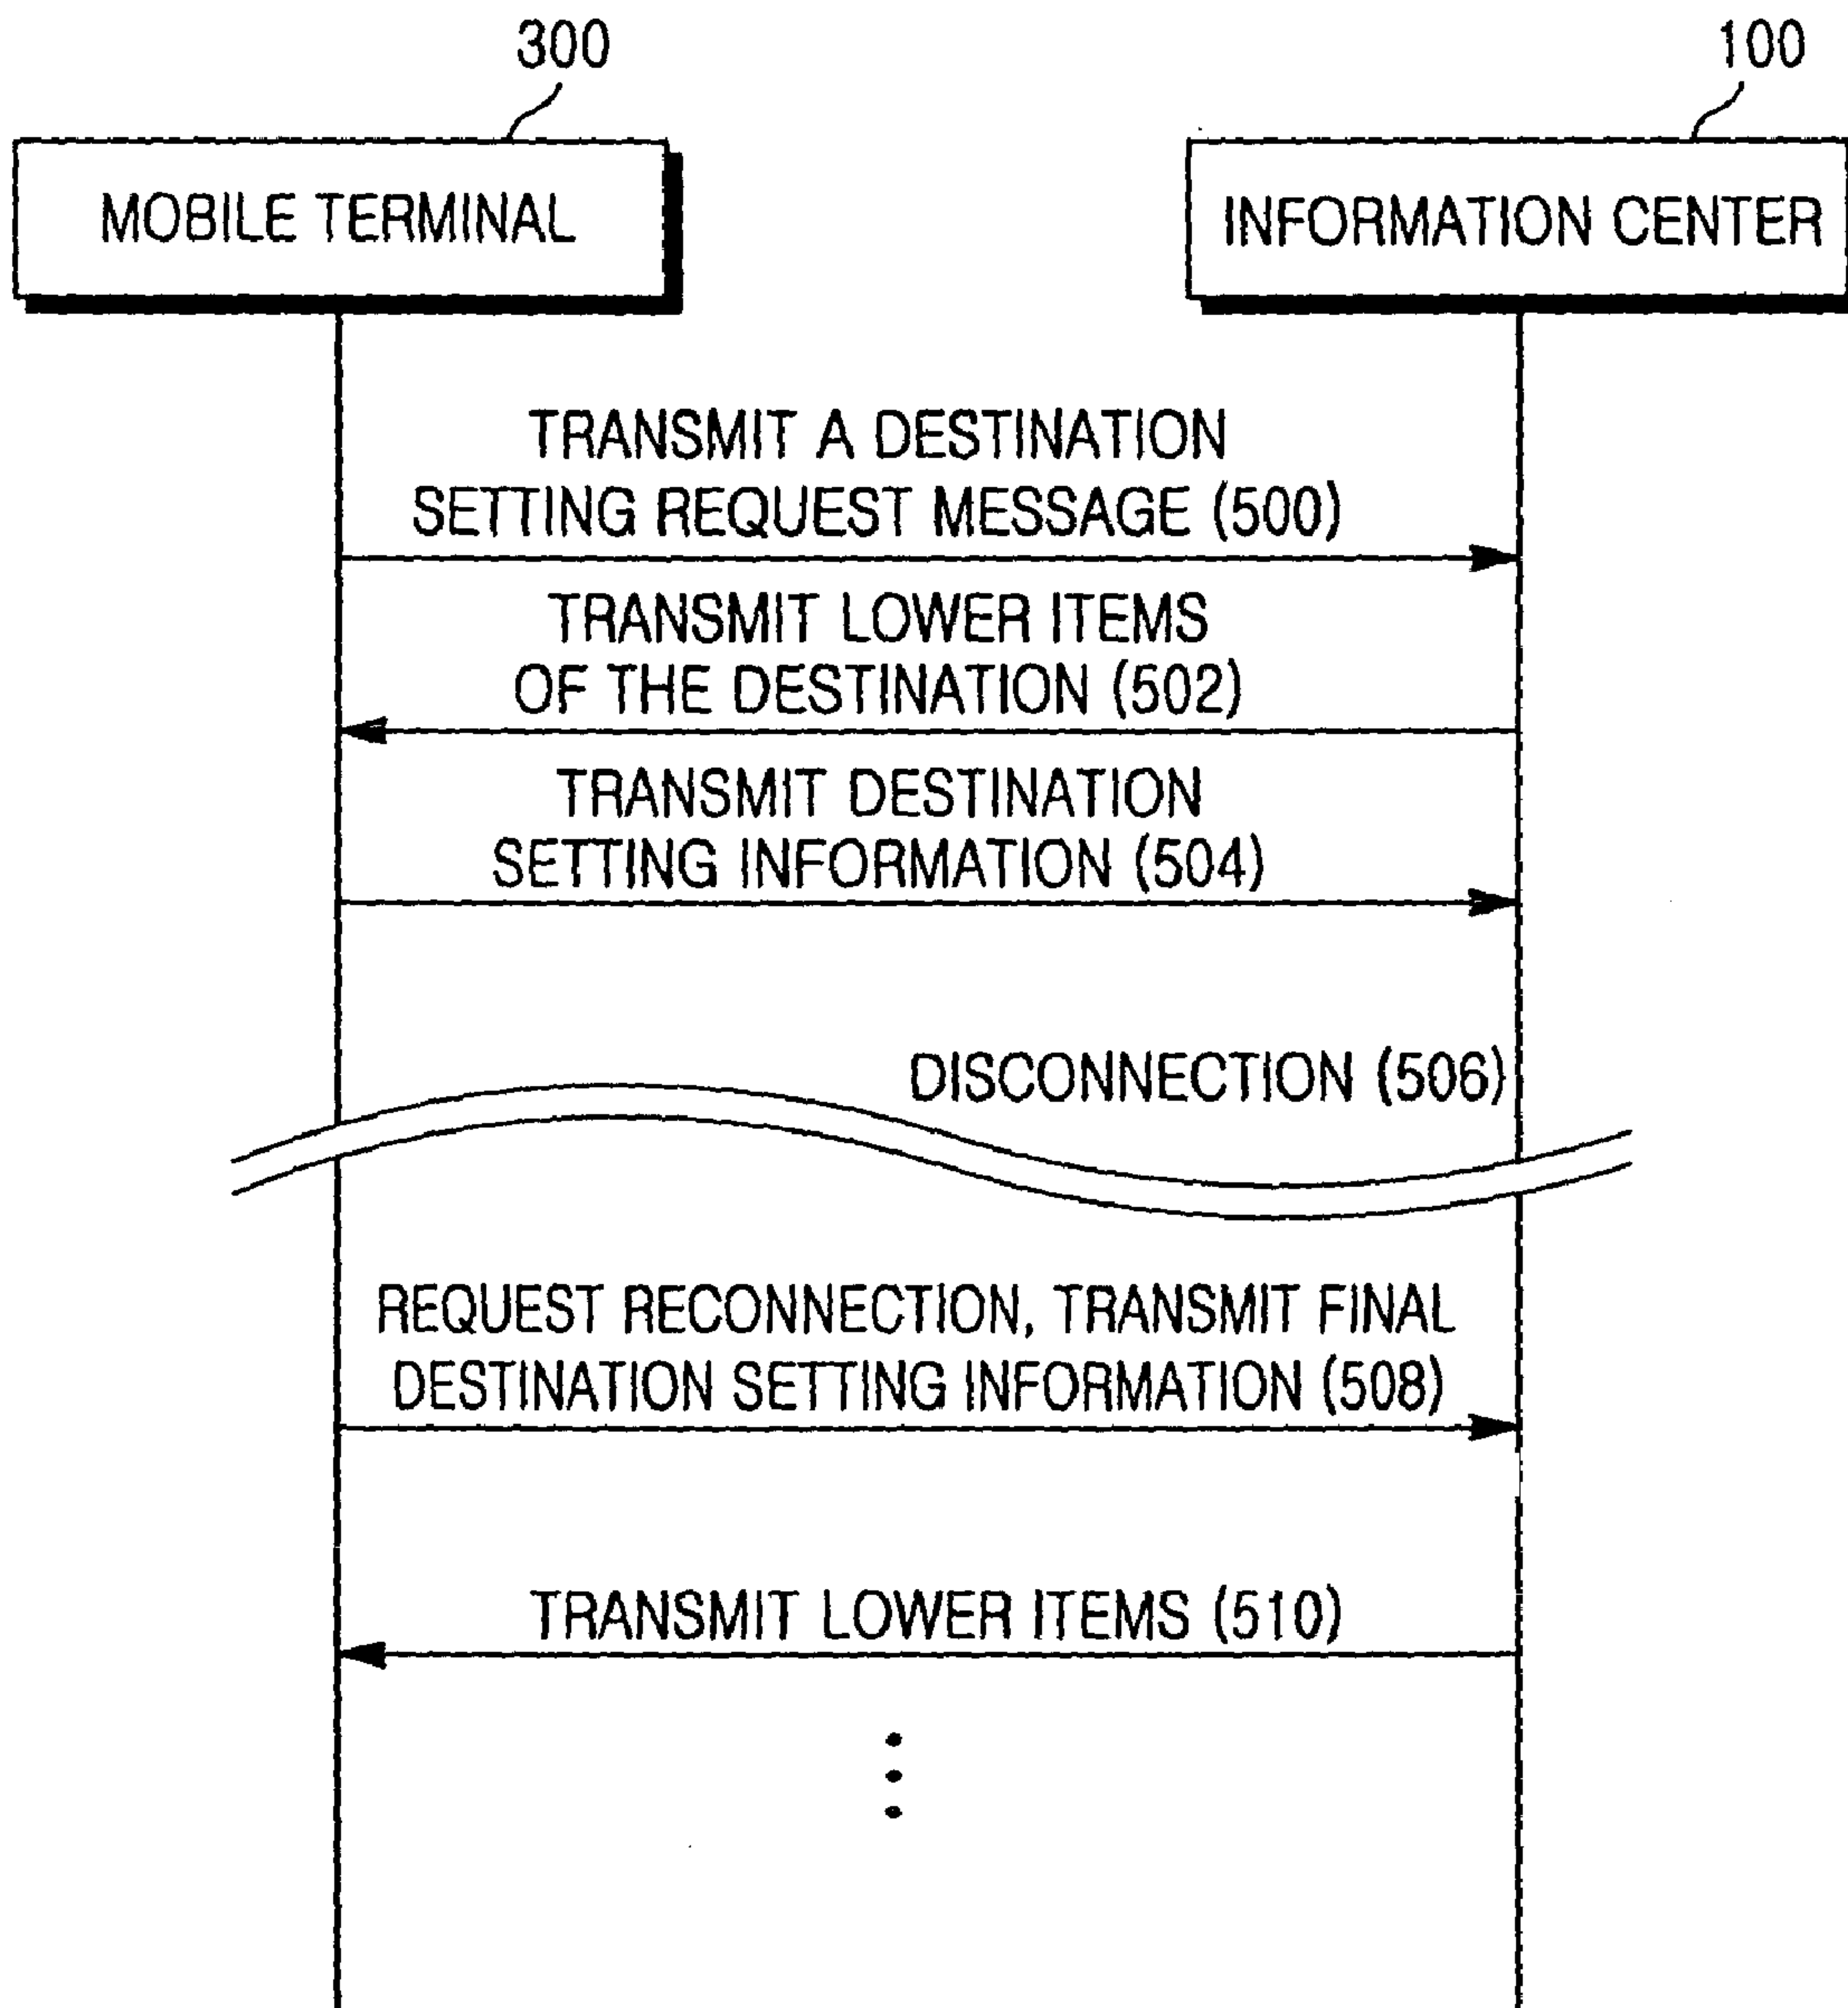 300
100
MOBILE TERMINAL
INFORMATION CENTER
TRANSMIT A DESTINATION
SETTING REQUEST MESSAGE (500)
TRANSMIT LOWER ITEMS
OF THE DESTINATION (502)
TRANSMIT DESTINATION
SETTING INFORMATION (504)
DISCONNECTION (506)
REQUEST RECONNECTION, TRANSMIT FINAL
DESTINATION SETTING INFORMATION (508)
TRANSMIT LOWER ITEMS (510)